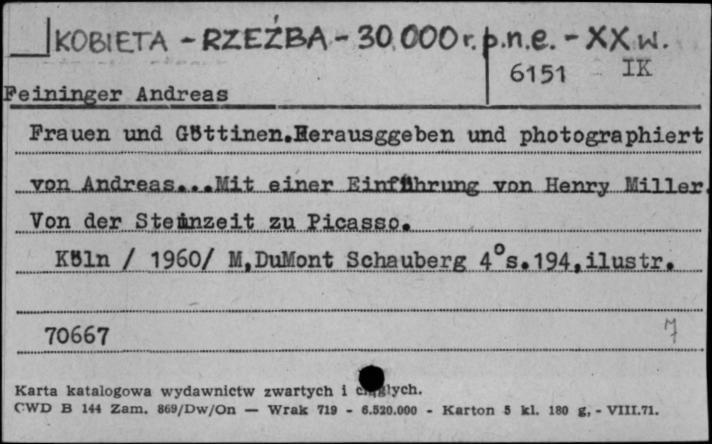 KOBIETA - RZEŹBA - 30.000 r. p.n.e. - XX w.
6151 IK
Feininger Andreas
Frauen und Göttinen.Herausggeben und photographiert
von Andreas...Mit einer Einführung von Henry Miller.
Von der Steinzeit zu Picasso.
Köln / 1960/ M,DuMont Schauberg 4°s.194,ilustr.
70667
7
Karta katalogowa wydawnictw zwartych i ciągłych.
CWD B 144 Zam. 869/Dw/On — Wrak 719 - 6.520.000 - Karton 5 kl. 180 g, - VIII.71.